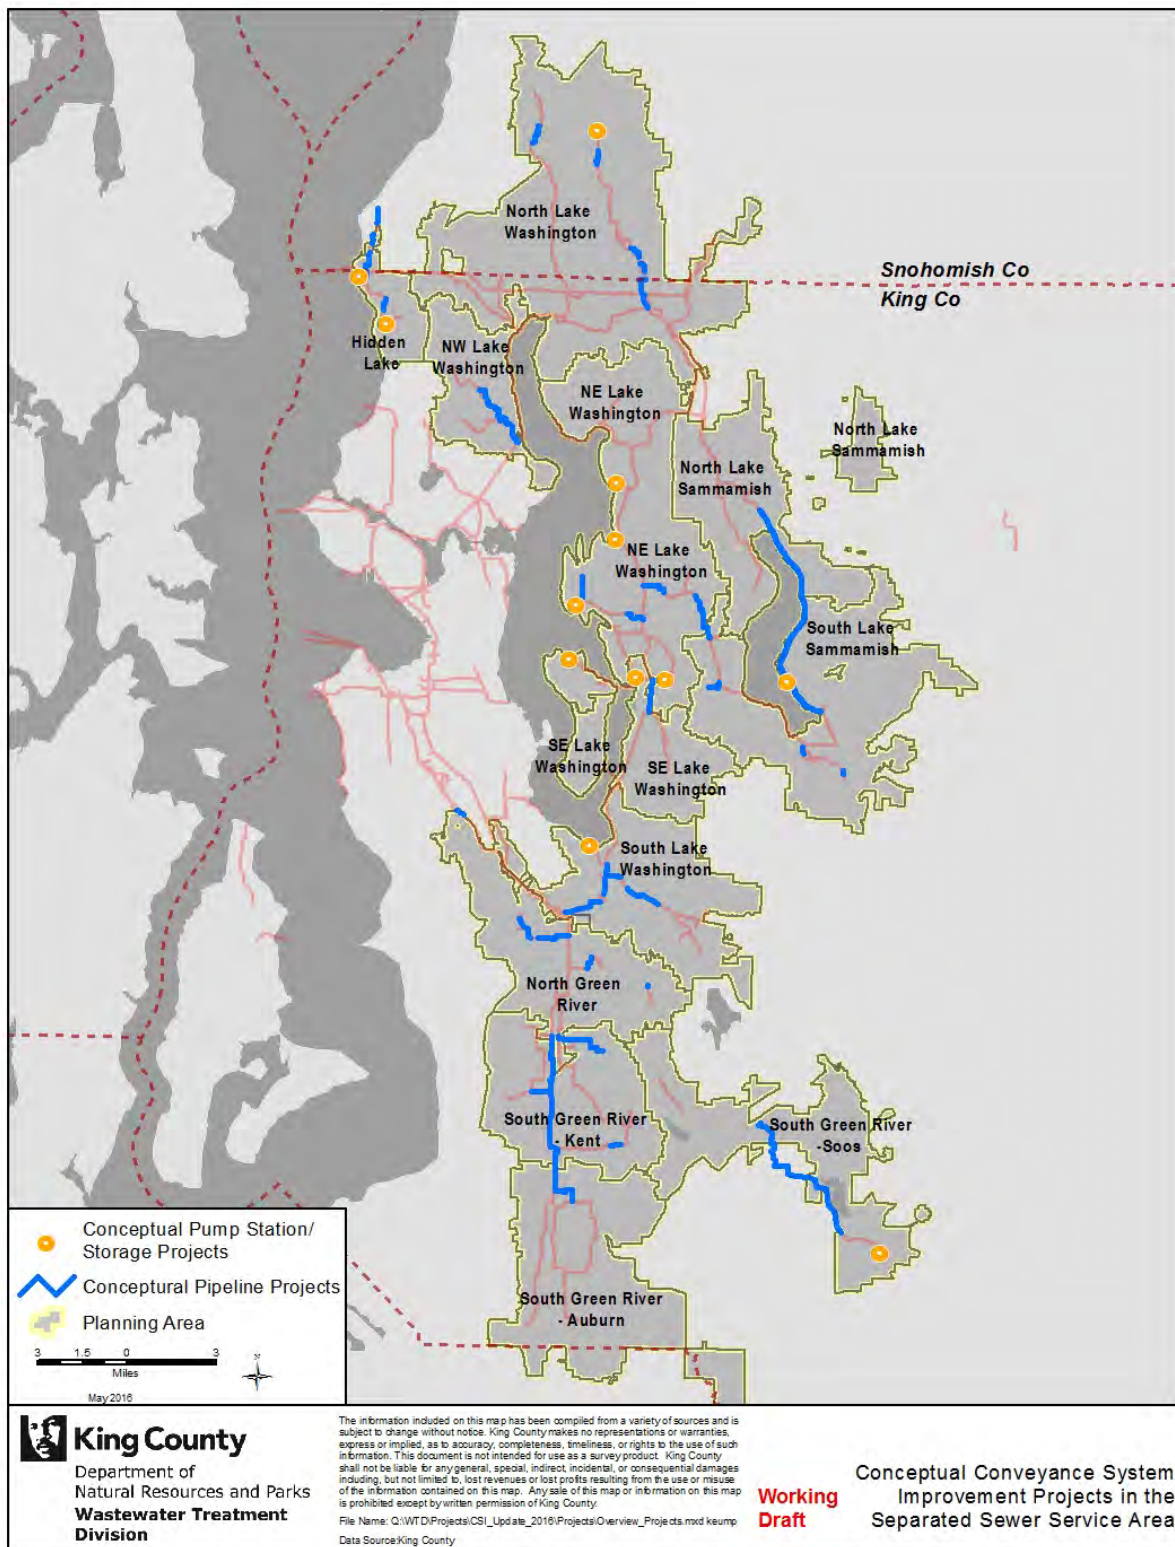 North Lake
Washington
Snohomish Co
King Co
Hidden
Lake
NW Lake
Washington
NE Lake
Washington
North Lake
Sammamish
North Lake
Sammamish
NE Lake
Washington
South Lake
Sammamish
SE Lake
Washington
SE Lake
Washington
South Lake
Washington
North Green
River
South Green River
- Kent
South Green River
-Soos
South Green River
- Auburn
Conceptual Pump Station/
Storage Projects
Conceptural Pipeline Projects
Planning Area
3 1.5 0 3
Miles
N
May 2016
King County
Department of
Natural Resources and Parks
Wastewater Treatment
Division
The information included on this map has been compiled from a variety of sources and is
subject to change without notice. King County makes no representations or warranties,
express or implied, as to accuracy, completeness, timeliness, or rights to the use of such
information. This document is not intended for use as a survey product. King County
shall not be liable for any general, special, indirect, incidental, or consequential damages
including, but not limited to, lost revenues or lost profits resulting from the use or misuse
of the information contained on this map. Any sale of this map or information on this map
is prohibited except by written permission of King County.
File Name: Q:\WTD\Projects\CSI_Update_2016\Projects\Overview_Projects.mxd keump
Data Source:King County
Working
Draft
Conceptual Conveyance System
Improvement Projects in the
Separated Sewer Service Area